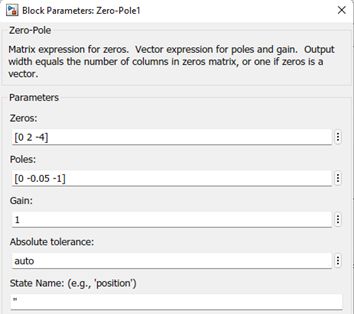 Block Parameters: Zero-Pole1
Zero-Pole
Matrix expression for zeros. Vector expression for poles and gain. Output
width equals the number of columns in zeros matrix, or one if zeros is a
vector.
Parameters
Zeros:
[0 2 -4]
Poles:
[0 -0.05 -1]
Gain:
1
Absolute tolerance:
auto
State Name: (e.g., 'position')
''